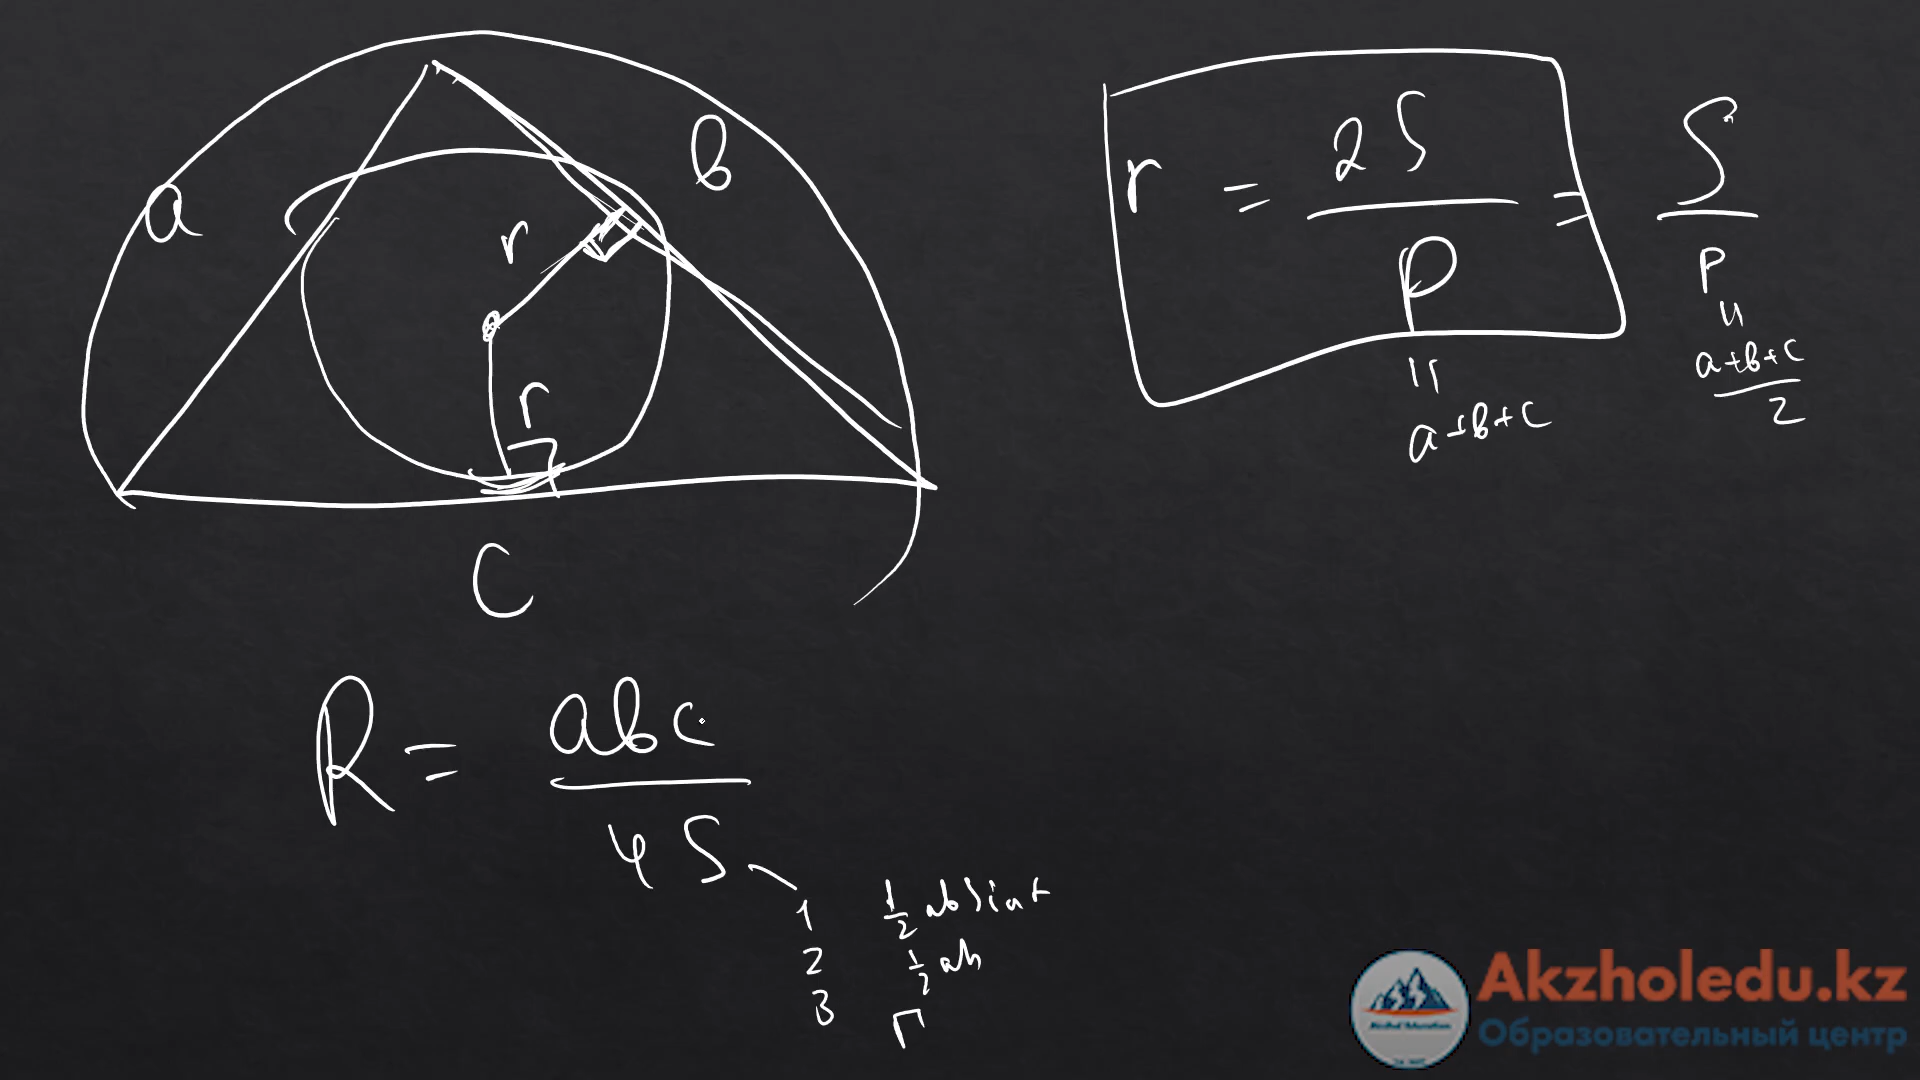 a
b
r
r
c
r = 2S / P = S / p
P = a+b+c
p = a+b+c / 2
R = abc / 4S
1 1/2 ab sin
2 1/2 ah
3 Г
Akzholedu.kz
Образовательный центр